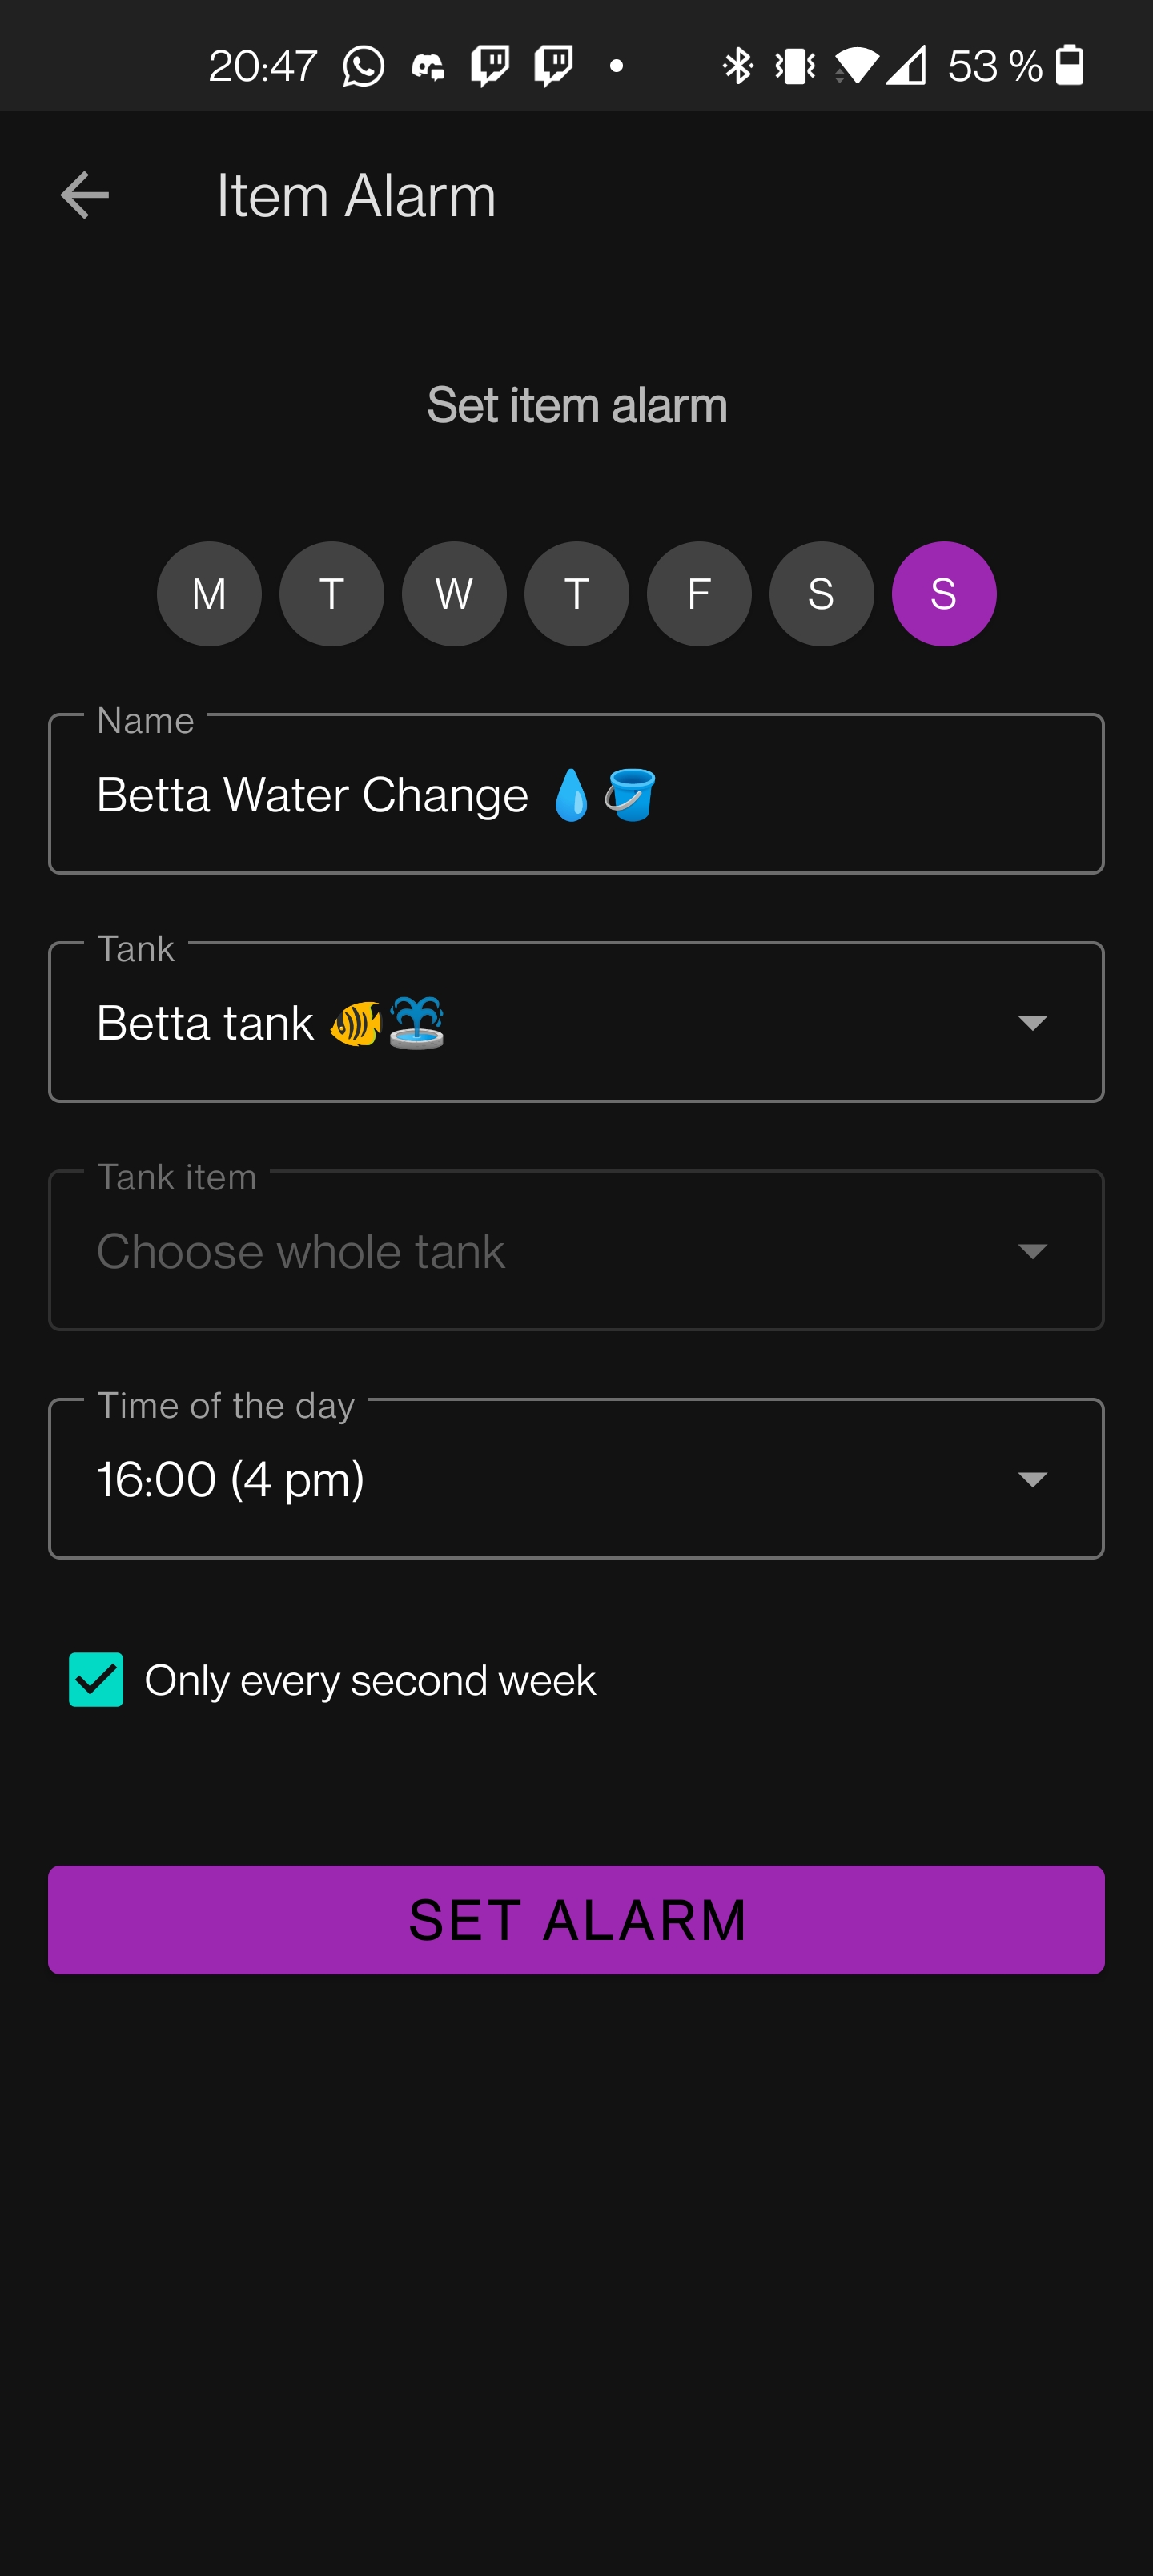 20:47 53 %
Item Alarm
Set item alarm
M T W T F S S
Name
Betta Water Change 💧🪣
Tank
Betta tank 🐠⛲
Tank item
Choose whole tank
Time of the day
16:00 (4 pm)
Only every second week
SET ALARM